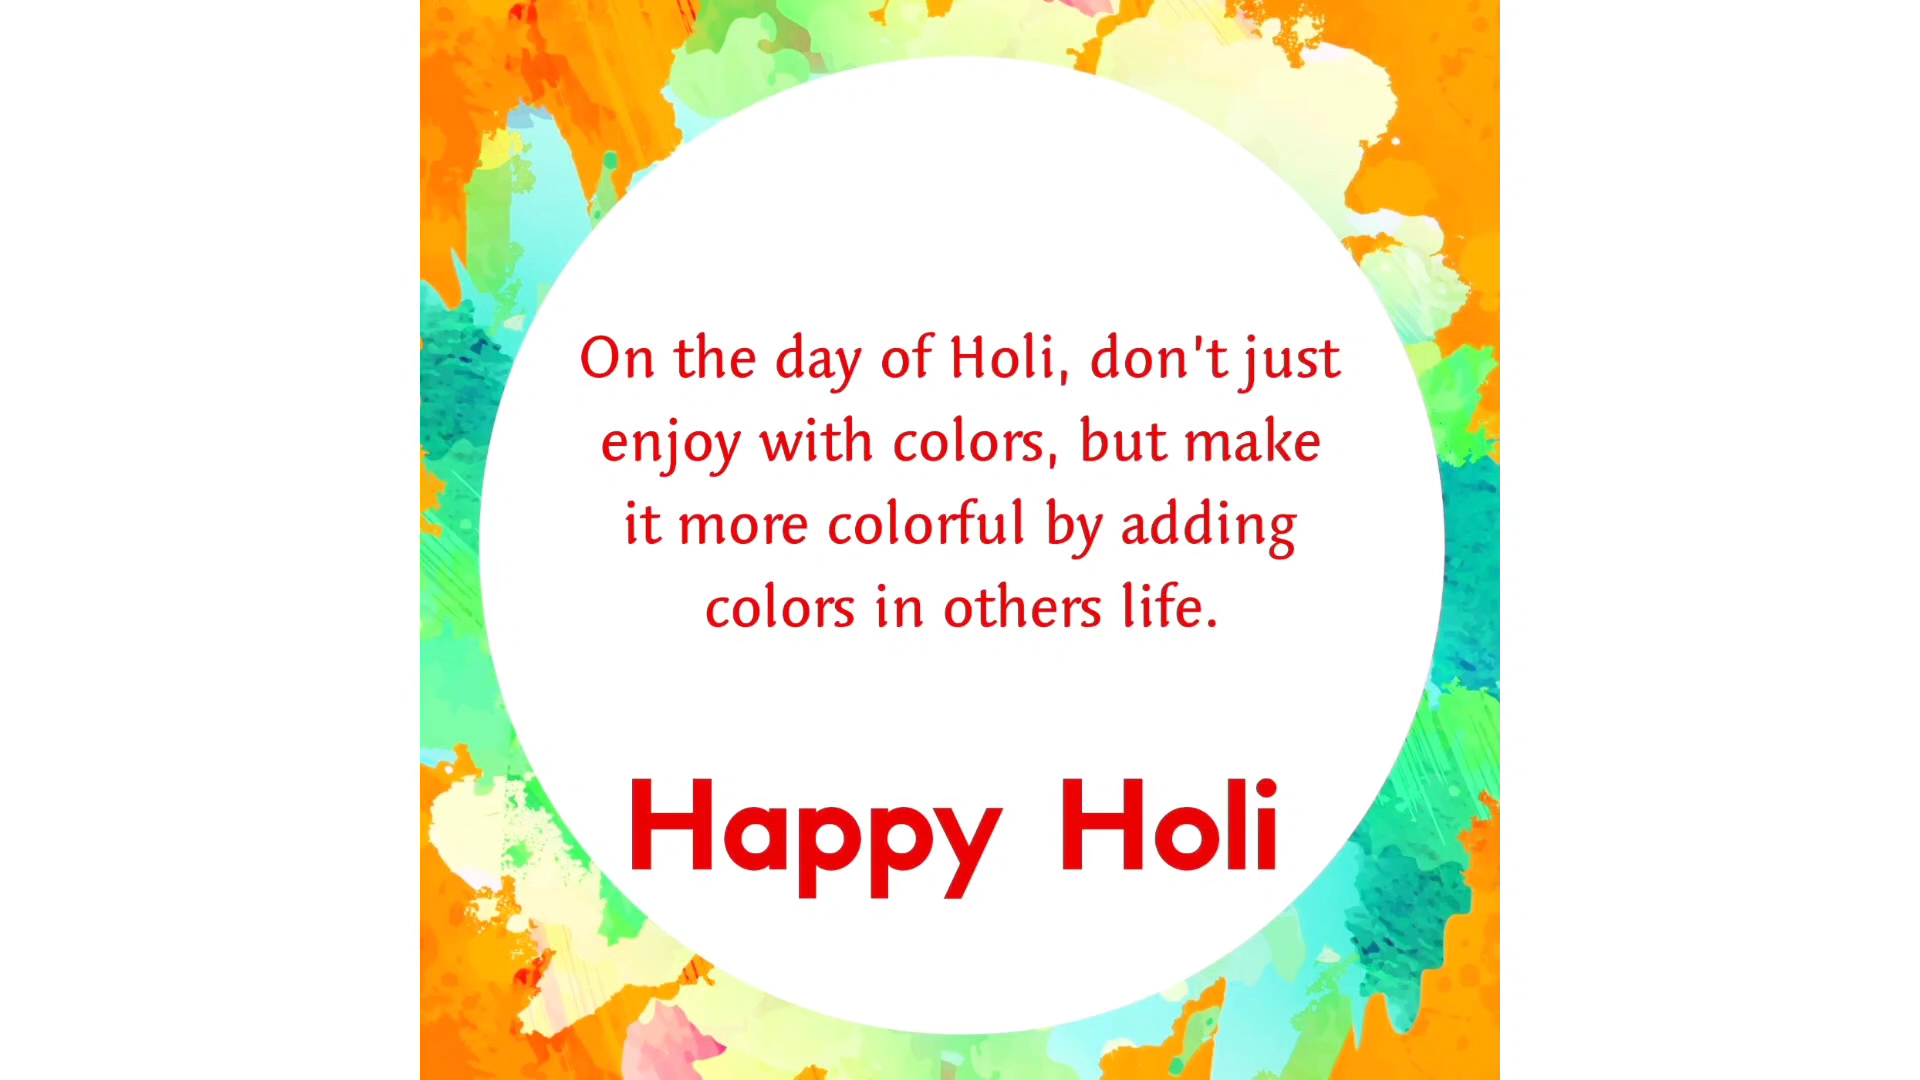 On the day of Holi, don't just
enjoy with colors, but make
it more colorful by adding
colors in others life.
Happy Holi